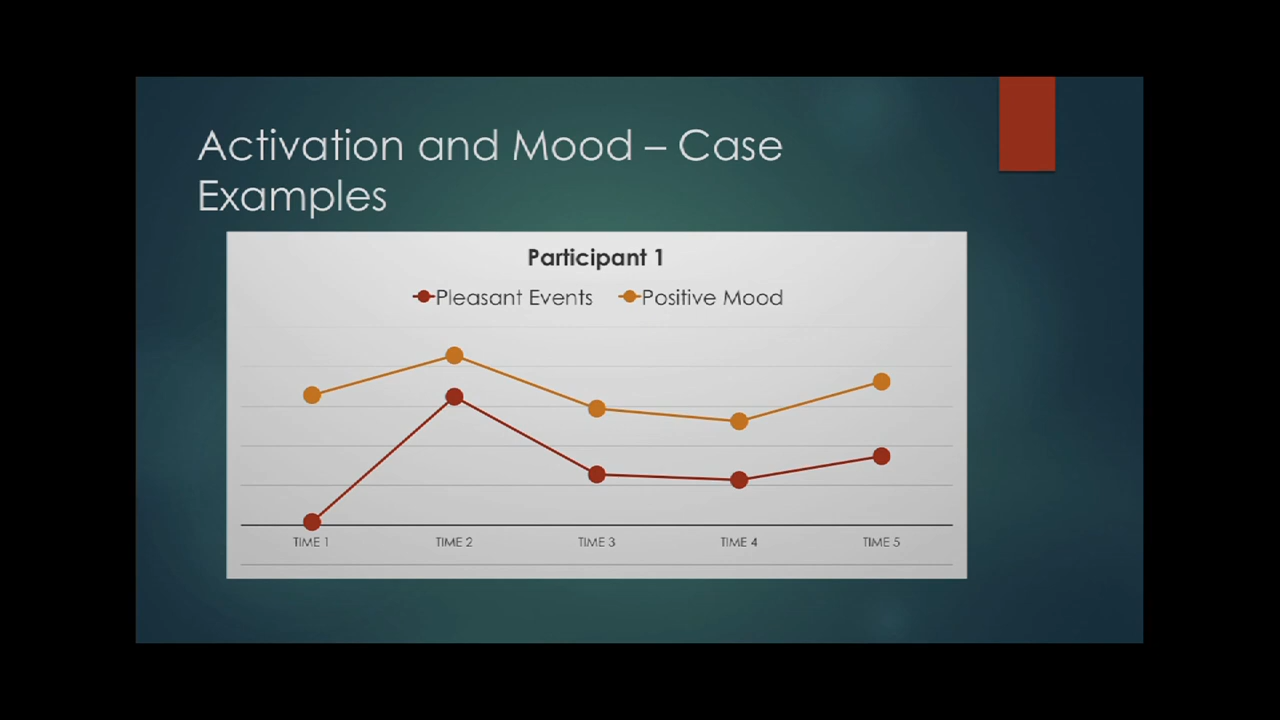 Activation and Mood – Case
Examples
Participant 1
Pleasant Events Positive Mood
TIME 1 TIME 2 TIME 3 TIME 4 TIME 5